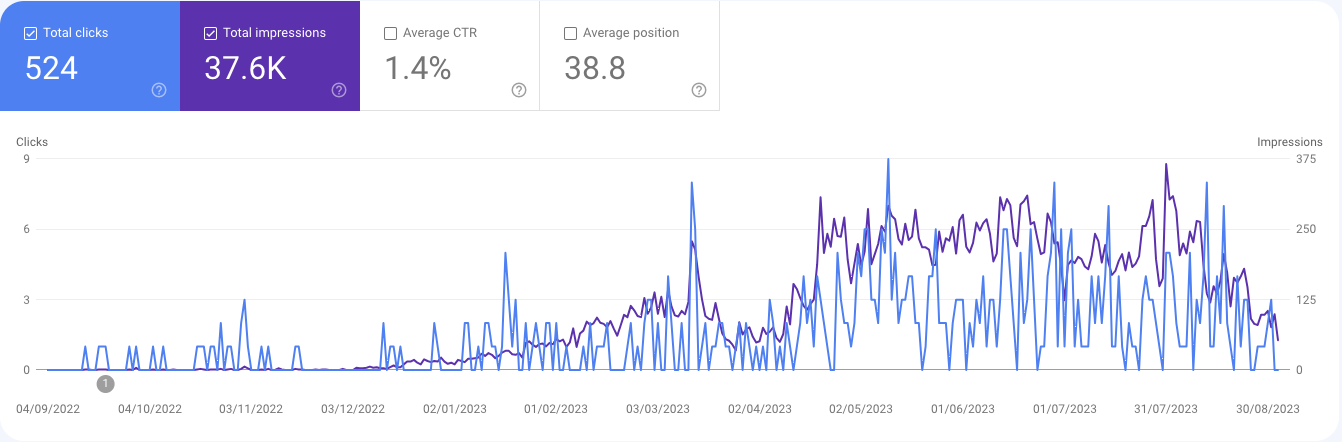 Total clicks
524
Total impressions
37.6K
Average CTR
1.4%
Average position
38.8
Clicks
Impressions
9
375
6
250
3
125
0
0
1
04/09/2022 04/10/2022 03/11/2022 03/12/2022 02/01/2023 01/02/2023 03/03/2023 02/04/2023 02/05/2023 01/06/2023 01/07/2023 31/07/2023 30/08/2023